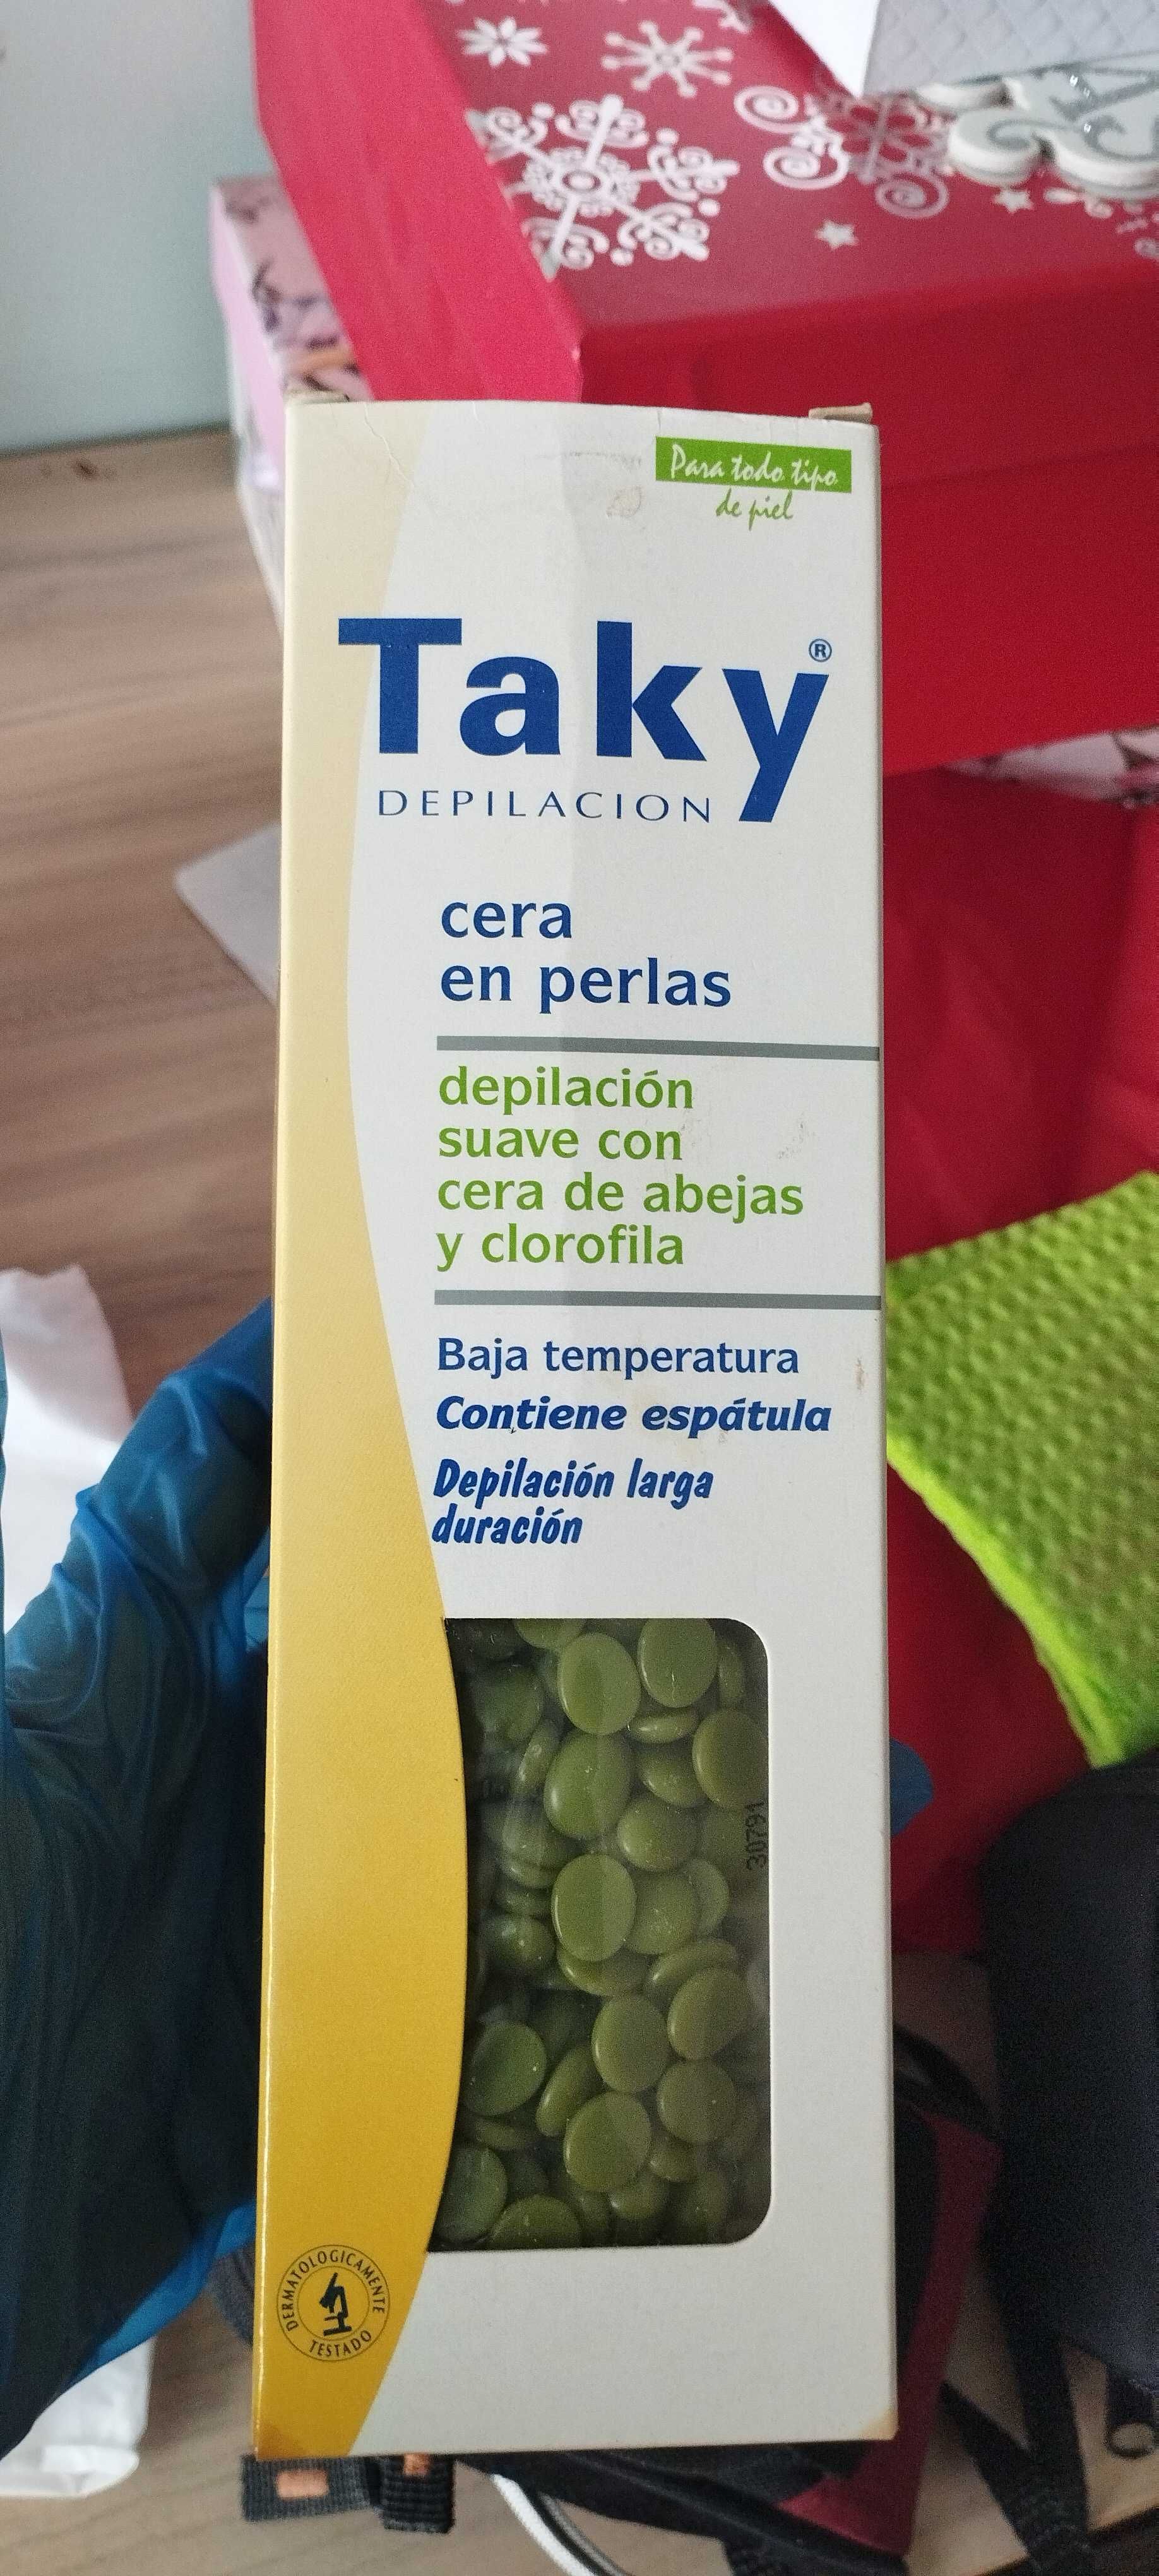 Para todo tipo
de piel
Taky®
DEPILACION
cera
en perlas
depilación
suave con
cera de abejas
y clorofila
Baja temperatura
Contiene espátula
Depilación larga
duración
30791
DERMATOLOGICAMENTE
TESTADO